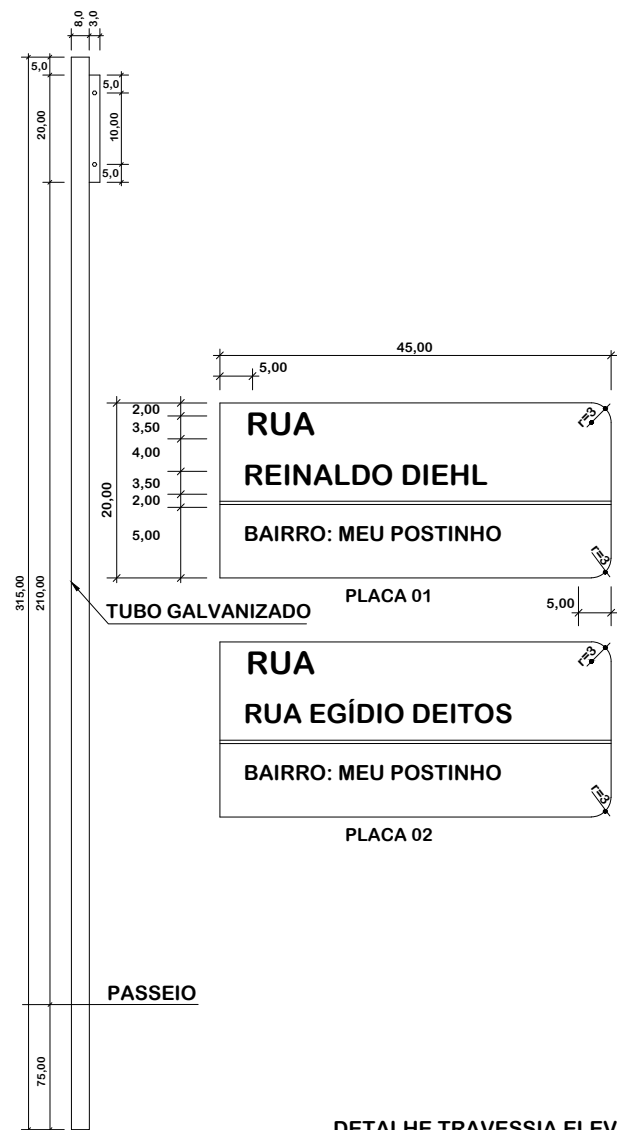 8,0
3,0
5,0
20,00
5,0
10,00
5,0
45,00
5,00
2,00
3,50
4,00
3,50
2,00
5,00
20,00
RUA
REINALDO DIEHL
BAIRRO: MEU POSTINHO
r=3
r=3
PLACA 01
5,00
315,00
210,00
TUBO GALVANIZADO
RUA
RUA EGÍDIO DEITOS
BAIRRO: MEU POSTINHO
r=3
r=3
PLACA 02
PASSEIO
75,00
DETALHE TRAVESSIA ELEV